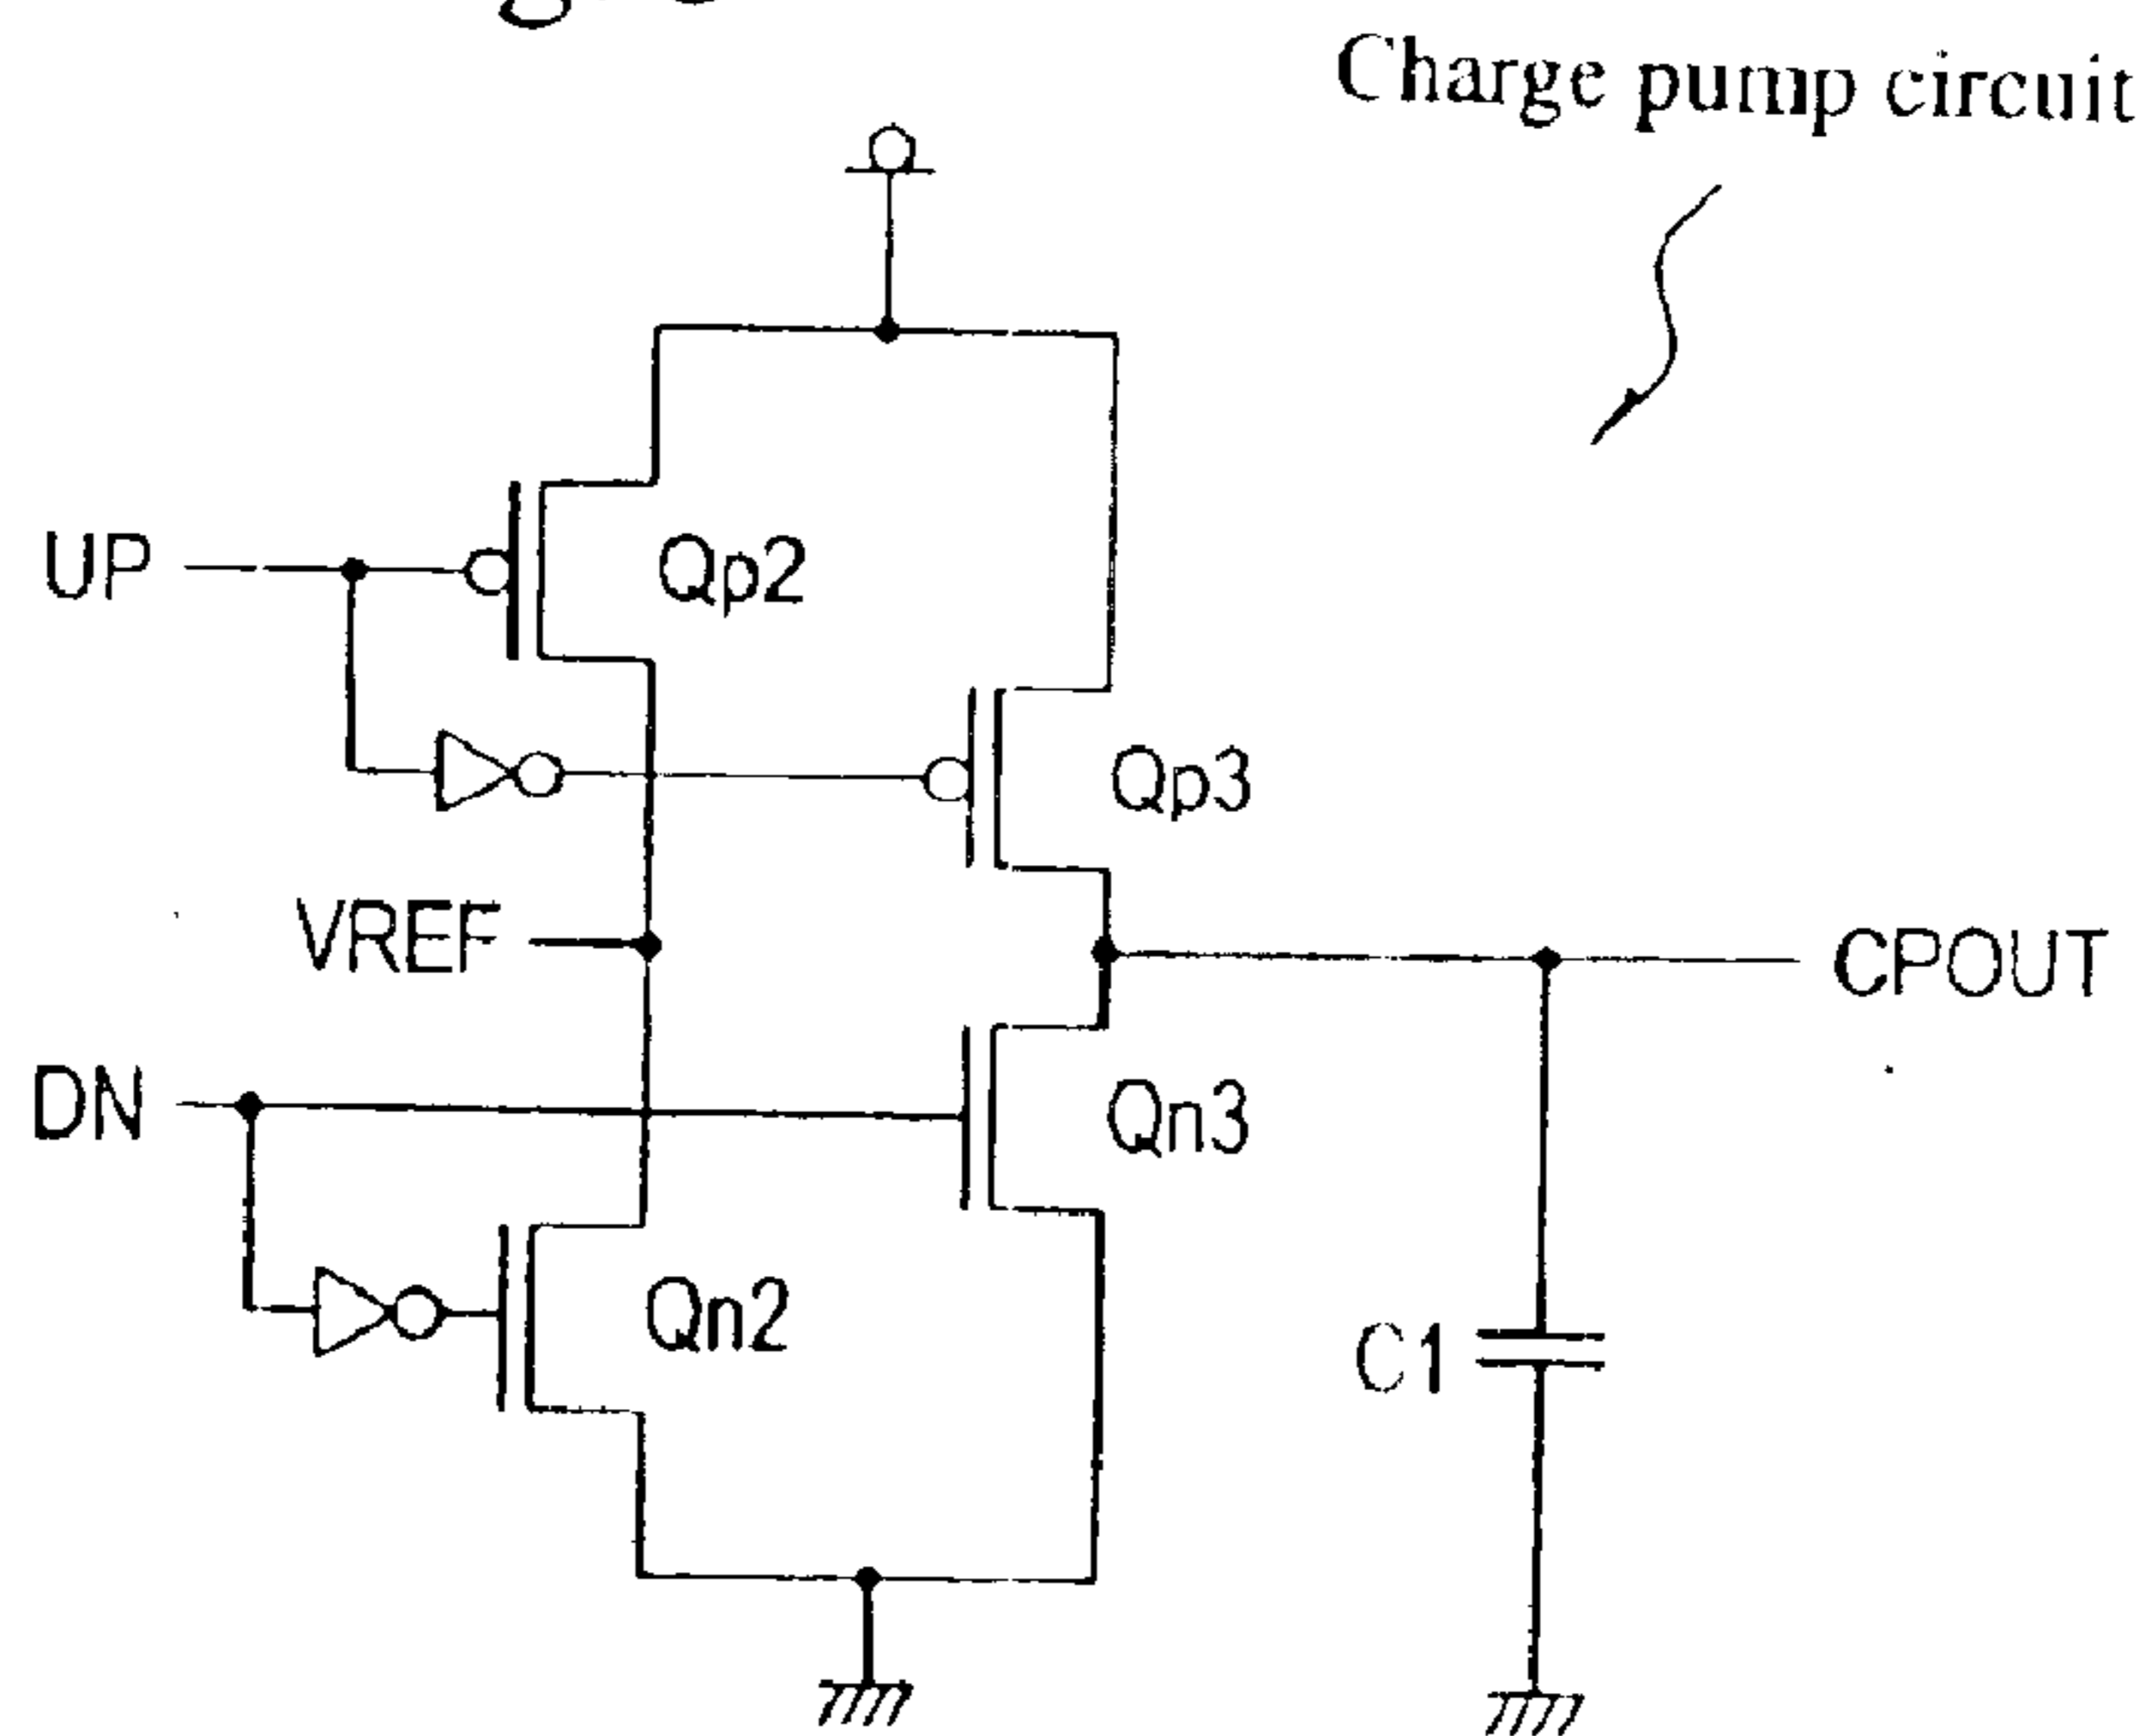 Charge pump circuit
UP
Qp2
Qp3
VREF
CPOUT
DN
Qn3
Qn2
C1